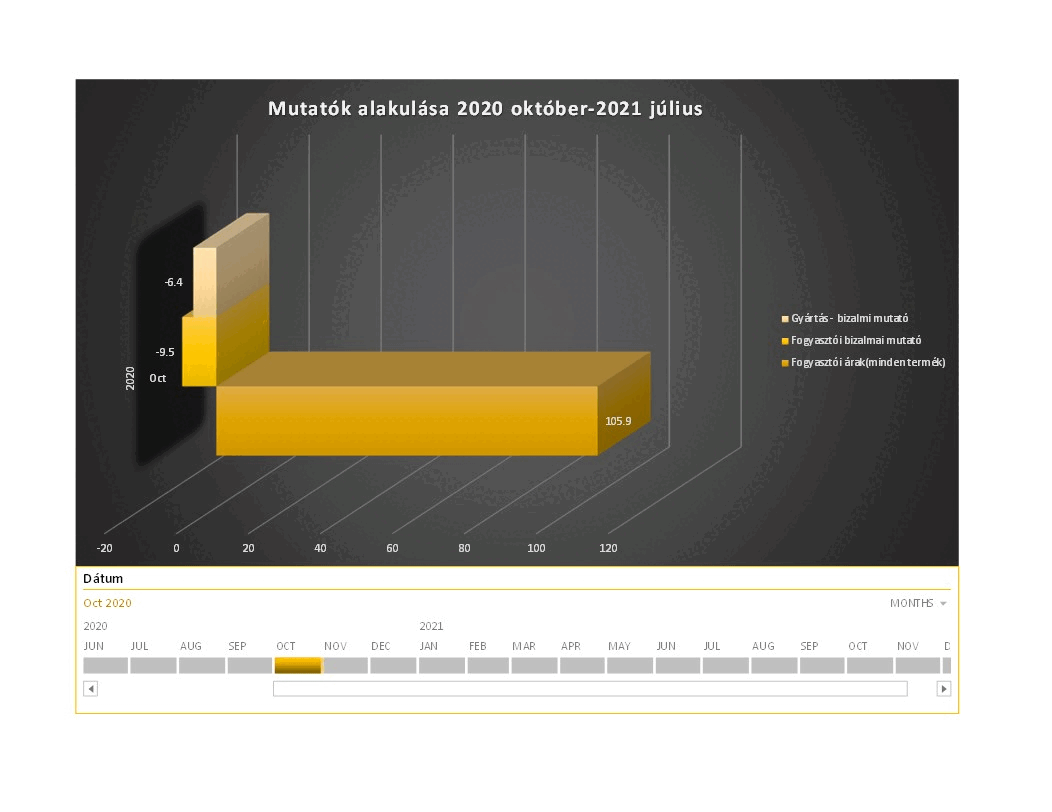 Mutatók alakulása 2020 október-2021 július
-6.4
-9.5
2020
Oct
105.9
Gyártás- bizalmi mutató
Fogyasztói bizalmai mutató
Fogyasztói árak(minden termék)
-20 0 20 40 60 80 100 120
Dátum
Oct 2020 MONTHS
2020 2021
JUN JUL AUG SEP OCT NOV DEC JAN FEB MAR APR MAY JUN JUL AUG SEP OCT NOV D